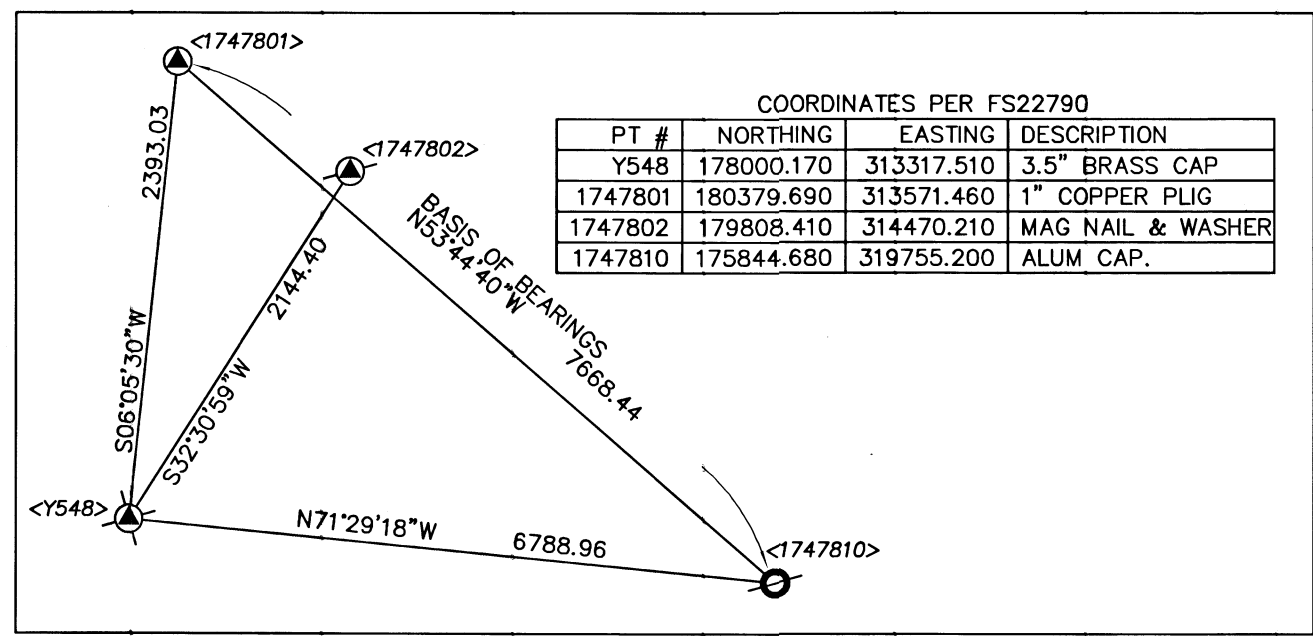 <1747801>
COORDINATES PER FS22790
PT # NORTHING EASTING DESCRIPTION
Y548 178000.170 313317.510 3.5" BRASS CAP
1747801 180379.690 313571.460 1" COPPER PLIG
1747802 179808.410 314470.210 MAG NAIL & WASHER
1747810 175844.680 319755.200 ALUM CAP.
2393.03
S06°05'30"W
<1747802>
2144.40
S32°30'59"W
BASIS OF BEARINGS
N53°44'40"W
7668.44
<Y548>
N71°29'18"W
6788.96
<1747810>